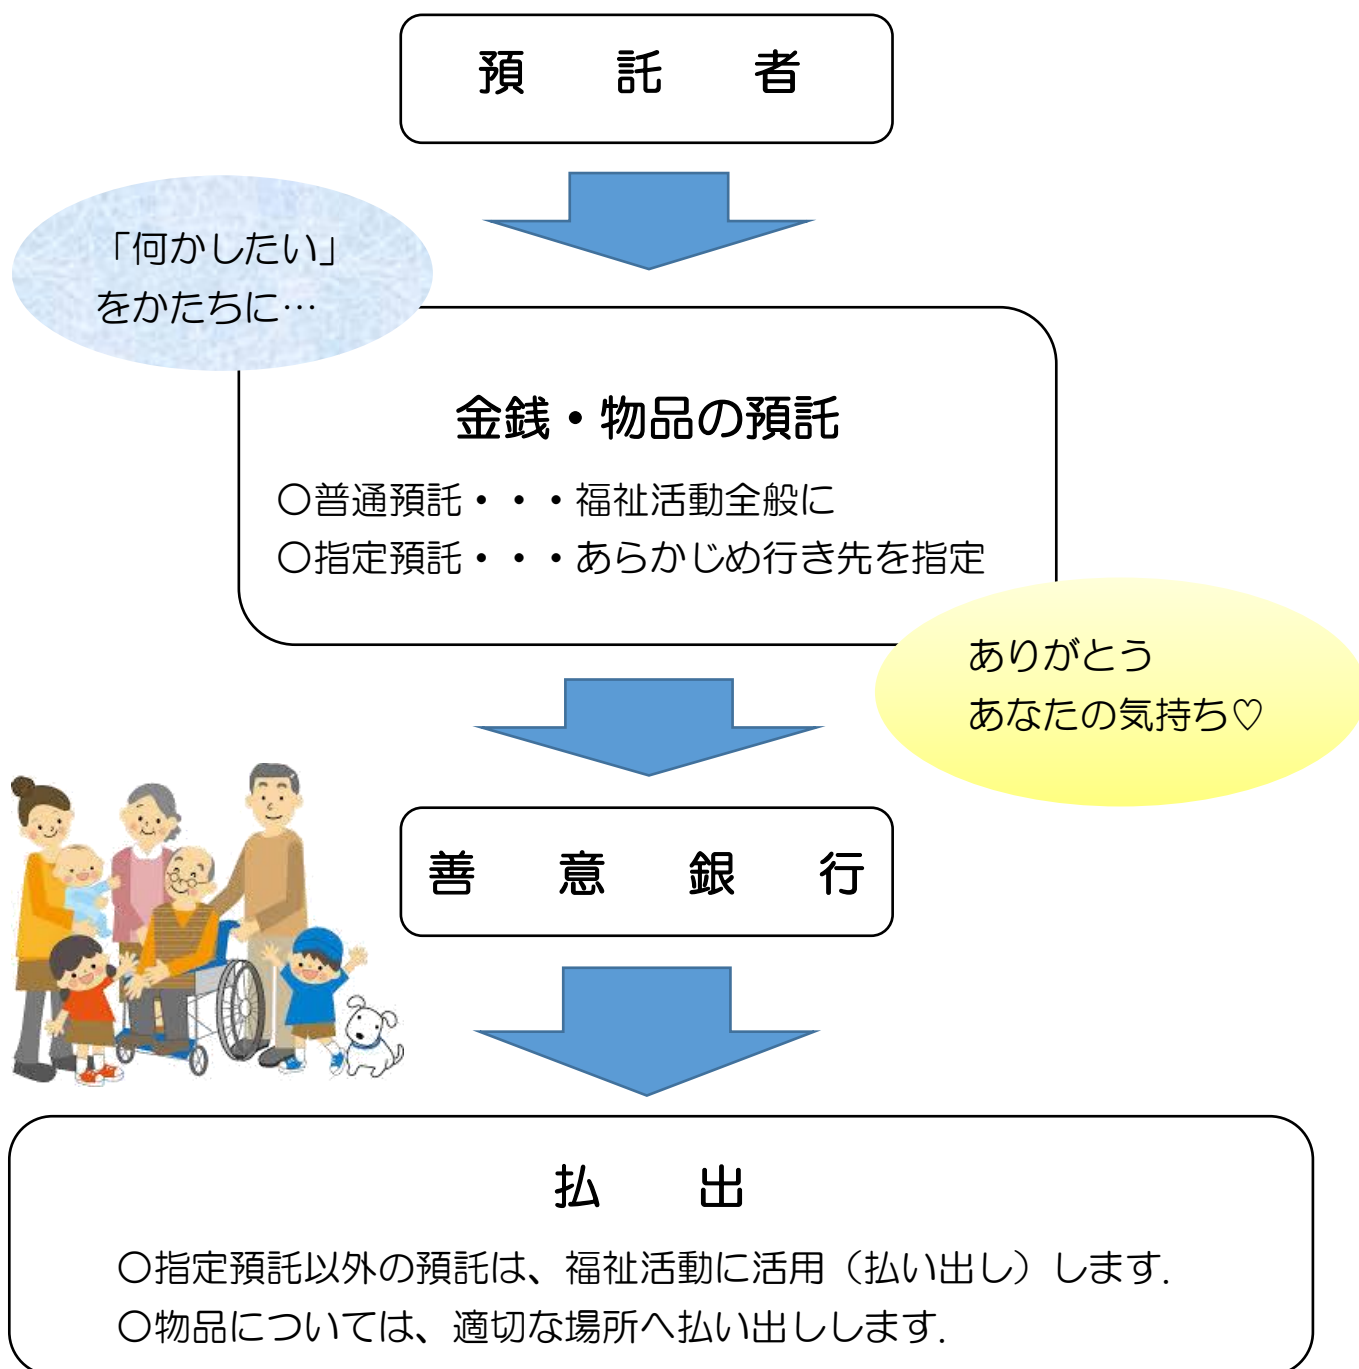 預託者
「何かしたい」
をかたちに…
金銭・物品の預託
〇普通預託・・・福祉活動全般に
〇指定預託・・・あらかじめ行き先を指定
ありがとう
あなたの気持ち♡
善意銀行
払出
〇指定預託以外の預託は、福祉活動に活用（払い出し）します.
〇物品については、適切な場所へ払い出しします.